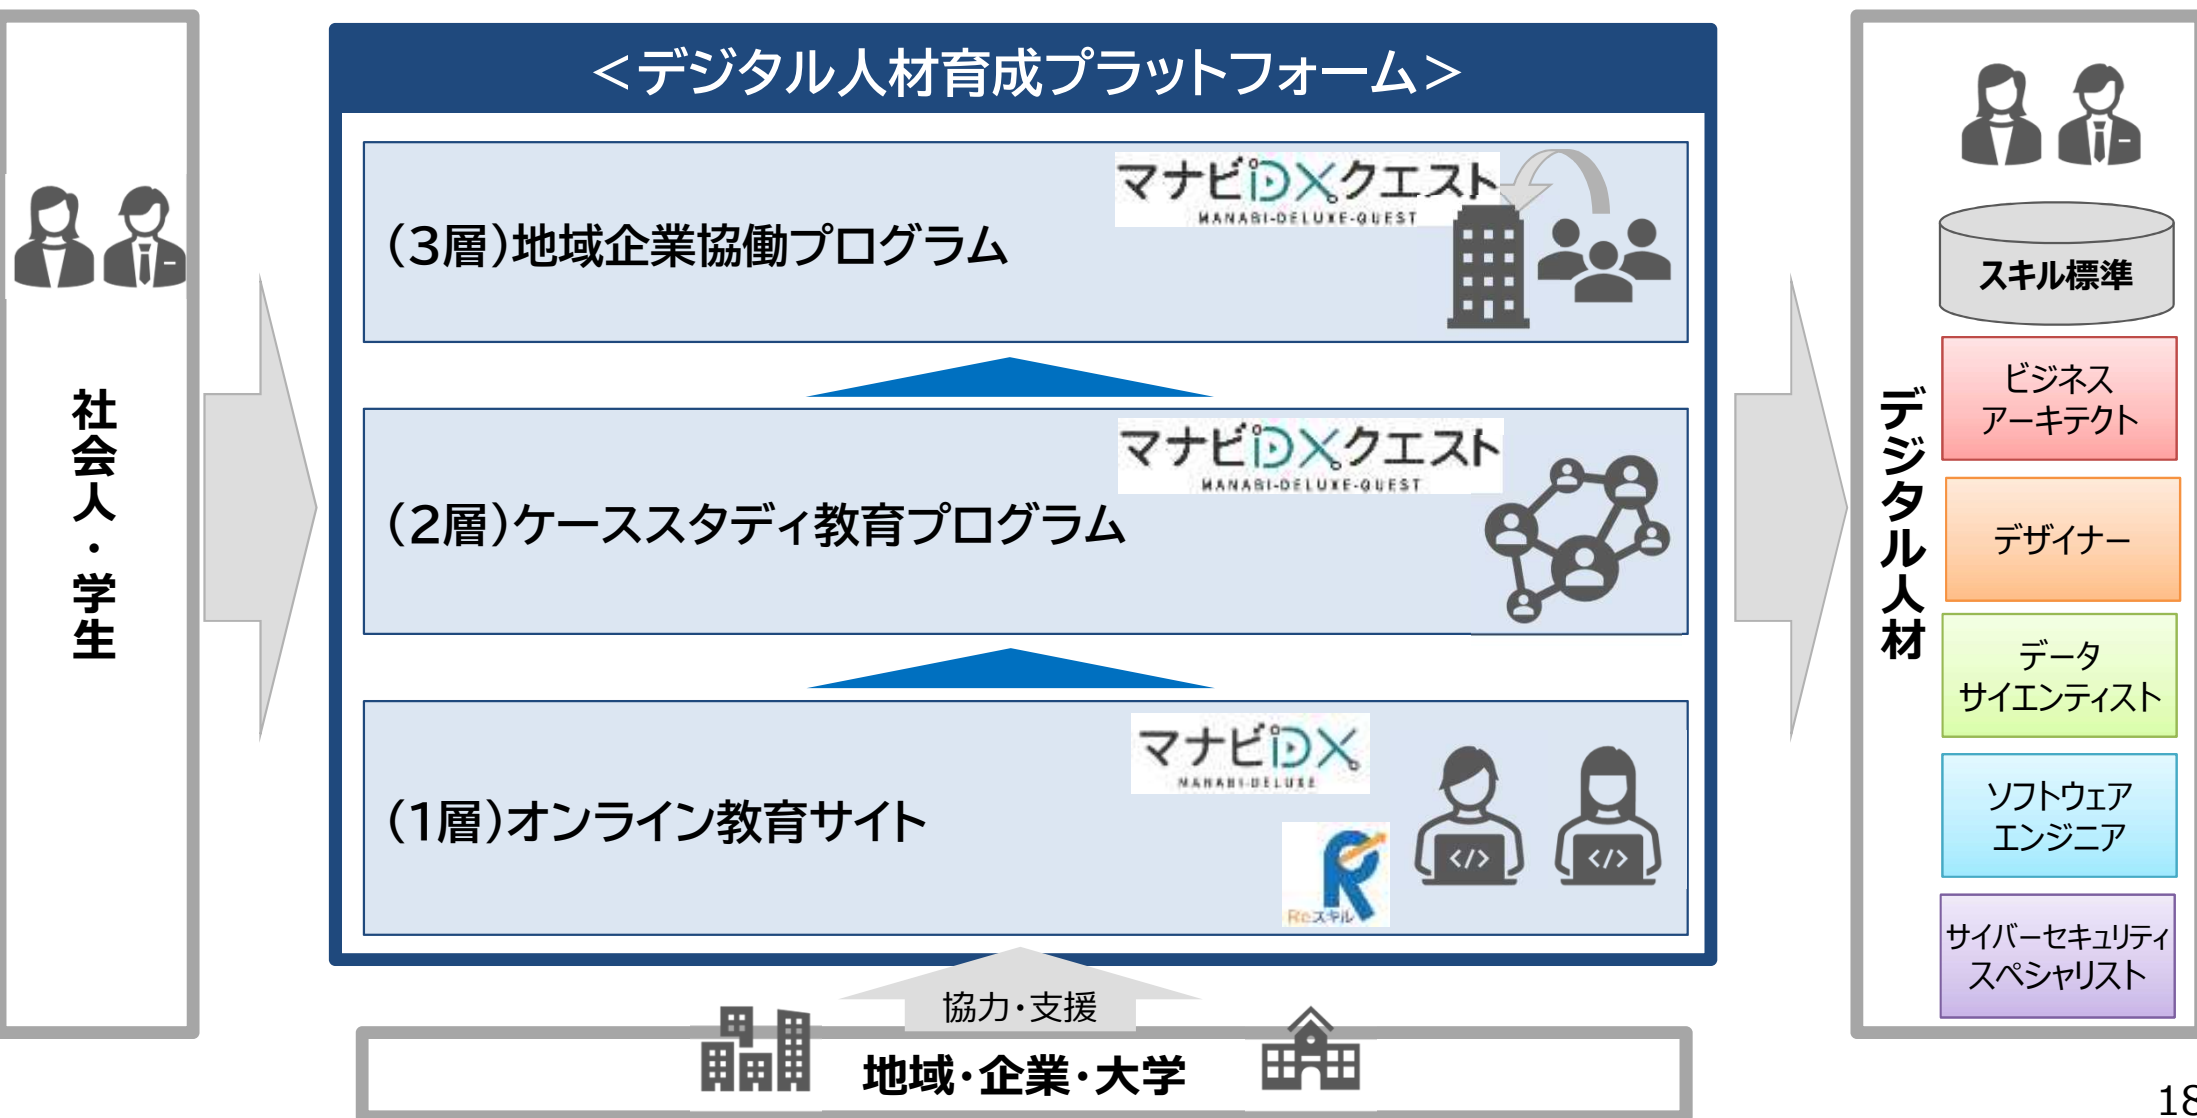 ＜デジタル人材育成プラットフォーム＞
社会人・学生
マナビDXクエスト
MANABI-DELUXE-QUEST
（3層）地域企業協働プログラム
マナビDXクエスト
MANABI-DELUXE-QUEST
（2層）ケーススタディ教育プログラム
マナビDX
MANABI-DELUXE
（1層）オンライン教育サイト
Reスキル
協力・支援
地域・企業・大学
デジタル人材
スキル標準
ビジネス
アーキテクト
デザイナー
データ
サイエンティスト
ソフトウェア
エンジニア
サイバーセキュリティ
スペシャリスト
18